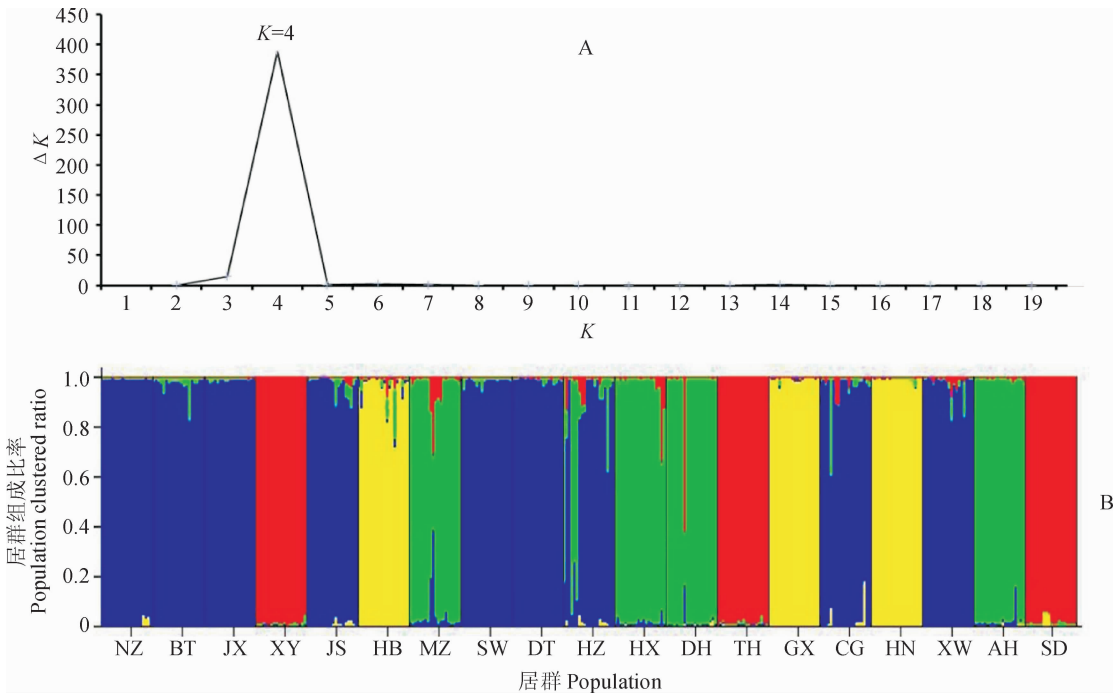 450
400
350
300
250
200
150
100
50
0
Δ K
K=4
A
1 2 3 4 5 6 7 8 9 10 11 12 13 14 15 16 17 18 19
K
1.0
0.8
0.6
0.4
0.2
0
居群组成比率
Population clustered ratio
B
NZ BT JX XY JS HB MZ SW DT HZ HX DH TH GX CG HN XW AH SD
居群 Population